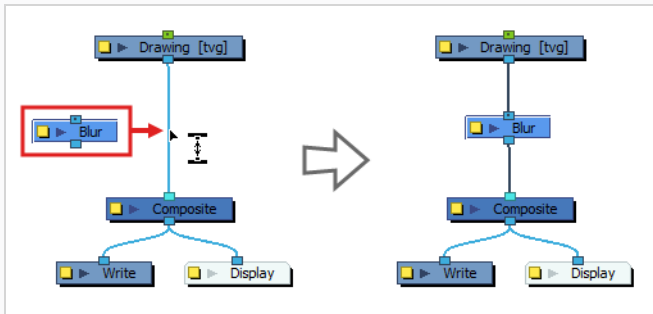 Drawing [tvg]
Blur
Composite
Write
Display
Drawing [tvg]
Blur
Composite
Write
Display